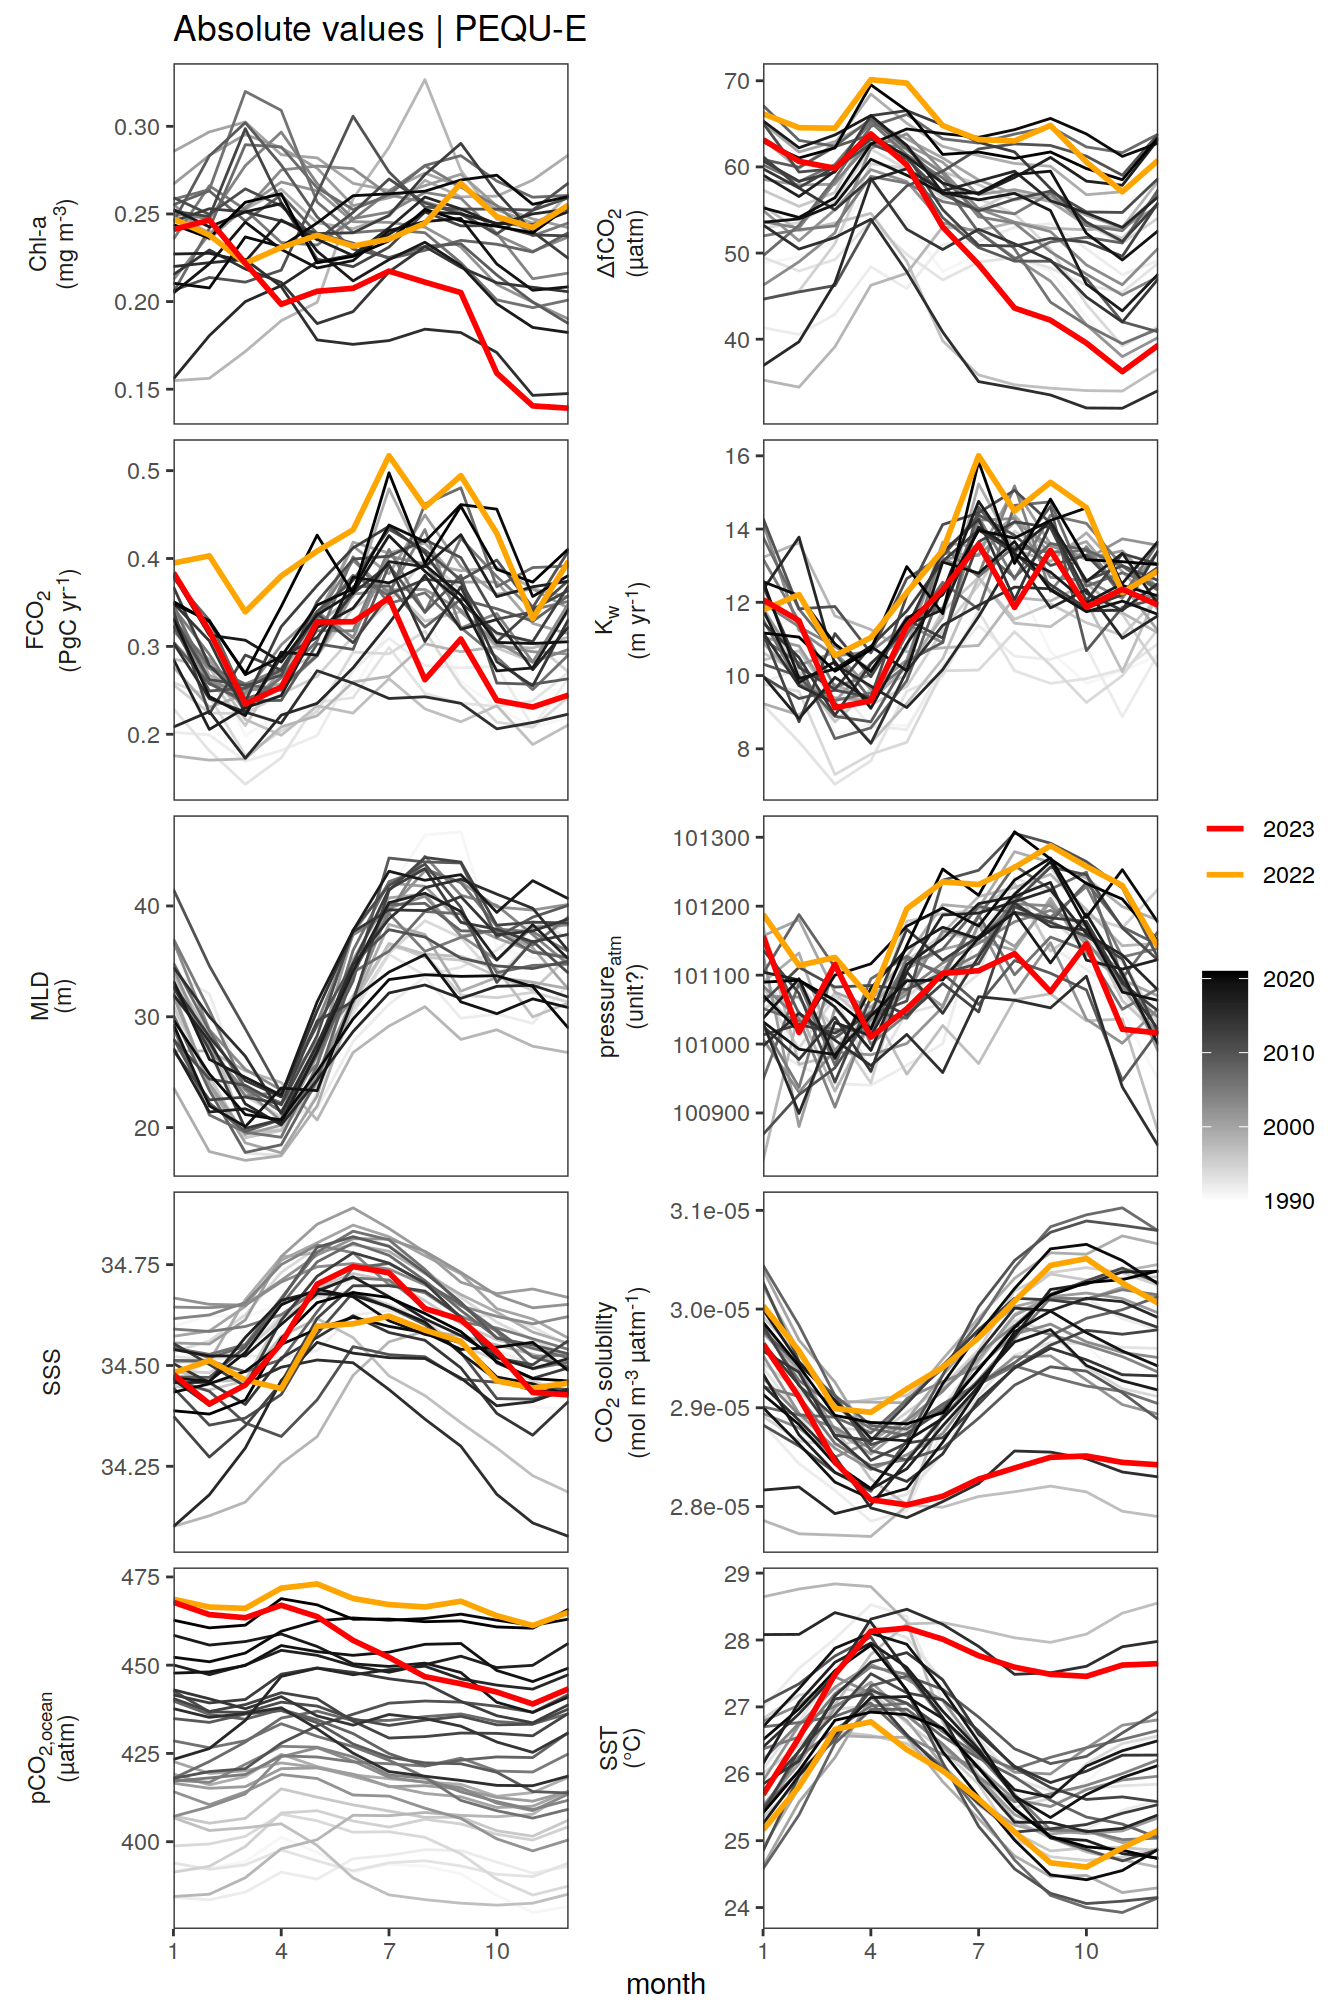 Absolute values | PEQU-E
Chl-a
(mg m⁻³)
0.30
0.25
0.20
0.15
ΔfCO₂
(µatm)
70
60
50
40
FCO₂
(PgC yr⁻¹)
0.5
0.4
0.3
0.2
K_w
(m yr⁻¹)
16
14
12
10
8
MLD
(m)
40
30
20
pressure_atm
(unit?)
101300
101200
101100
101000
100900
SSS
34.75
34.50
34.25
CO₂ solubility
(mol m⁻³ µatm⁻¹)
3.1e-05
3.0e-05
2.9e-05
2.8e-05
pCO₂,ocean
(µatm)
475
450
425
400
1 4 7 10
SST
(°C)
29
28
27
26
25
24
1 4 7 10
month
2023
2022
2020
2010
2000
1990